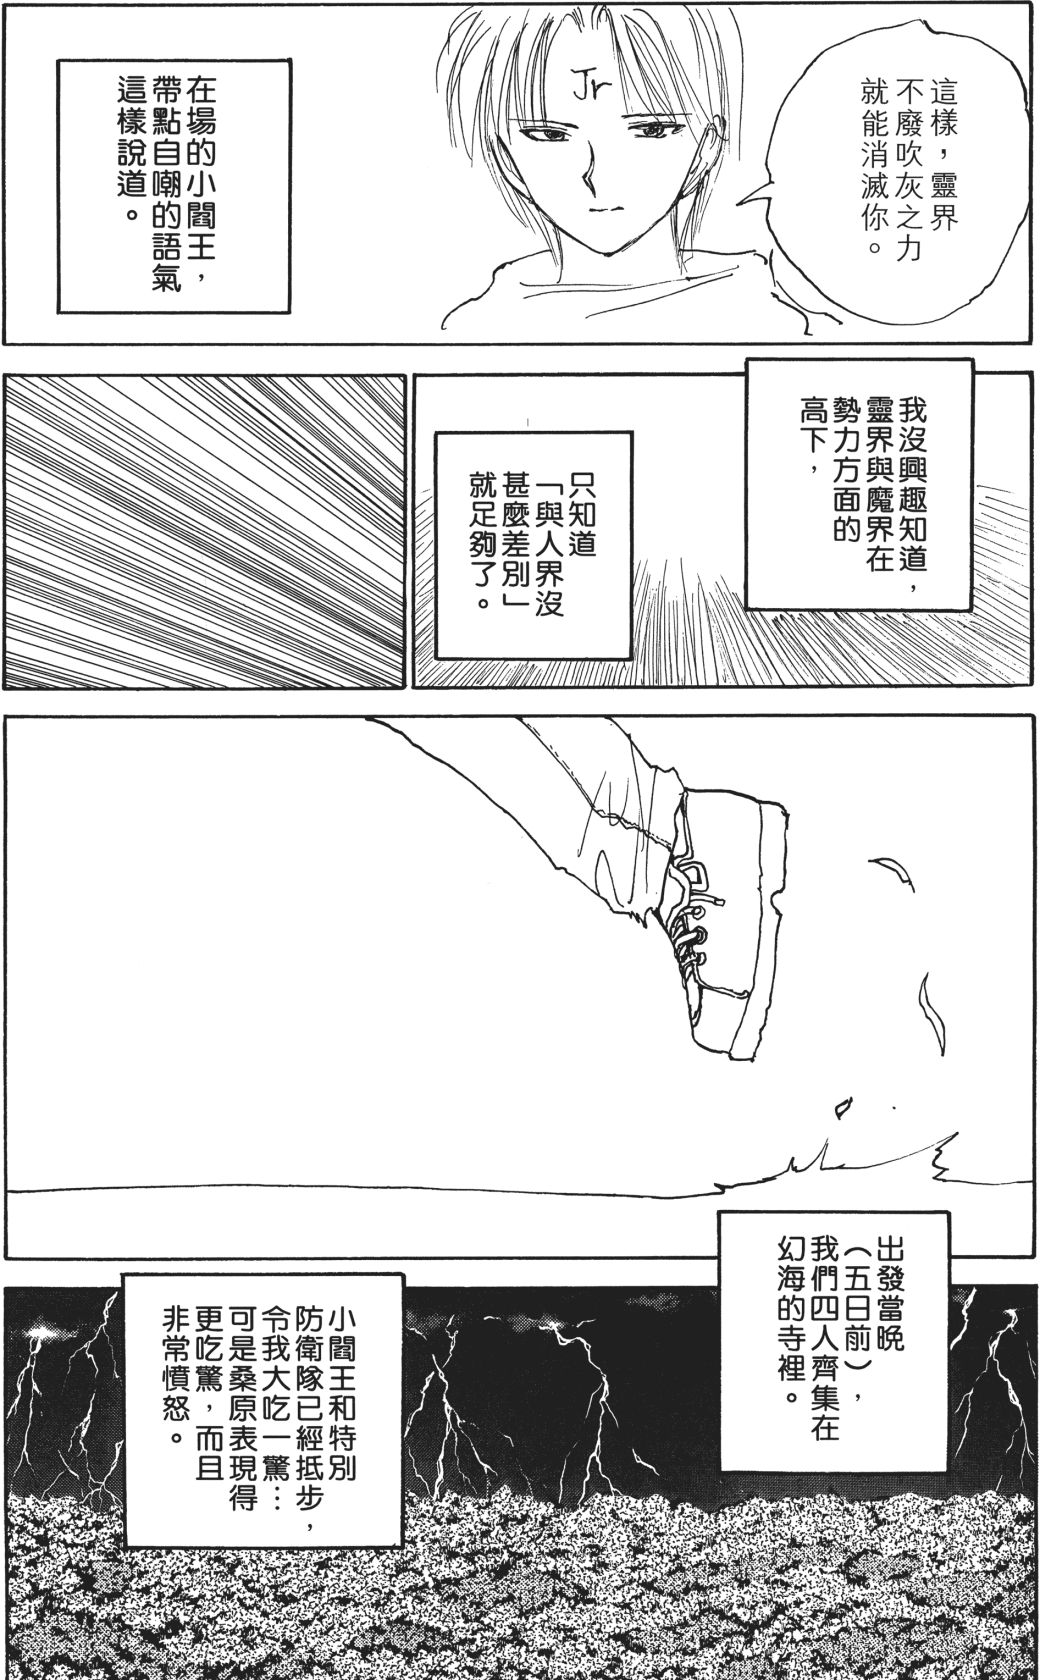 這樣，靈界
不廢吹灰之力
就能消滅你。
Jr
在場的小閻王，
帶點自嘲的語氣
這樣說道。
我沒興趣知道，
靈界與魔界在
勢力方面的
高下，
只知道
「與人界沒
甚麼差別」
就足夠了。
出發當晚
（五日前），
我們四人齊集在
幻海的寺裡。
小閻王和特別
防衛隊已經抵步，
令我大吃一驚…
可是桑原表現得
更吃驚，而且
非常憤怒。